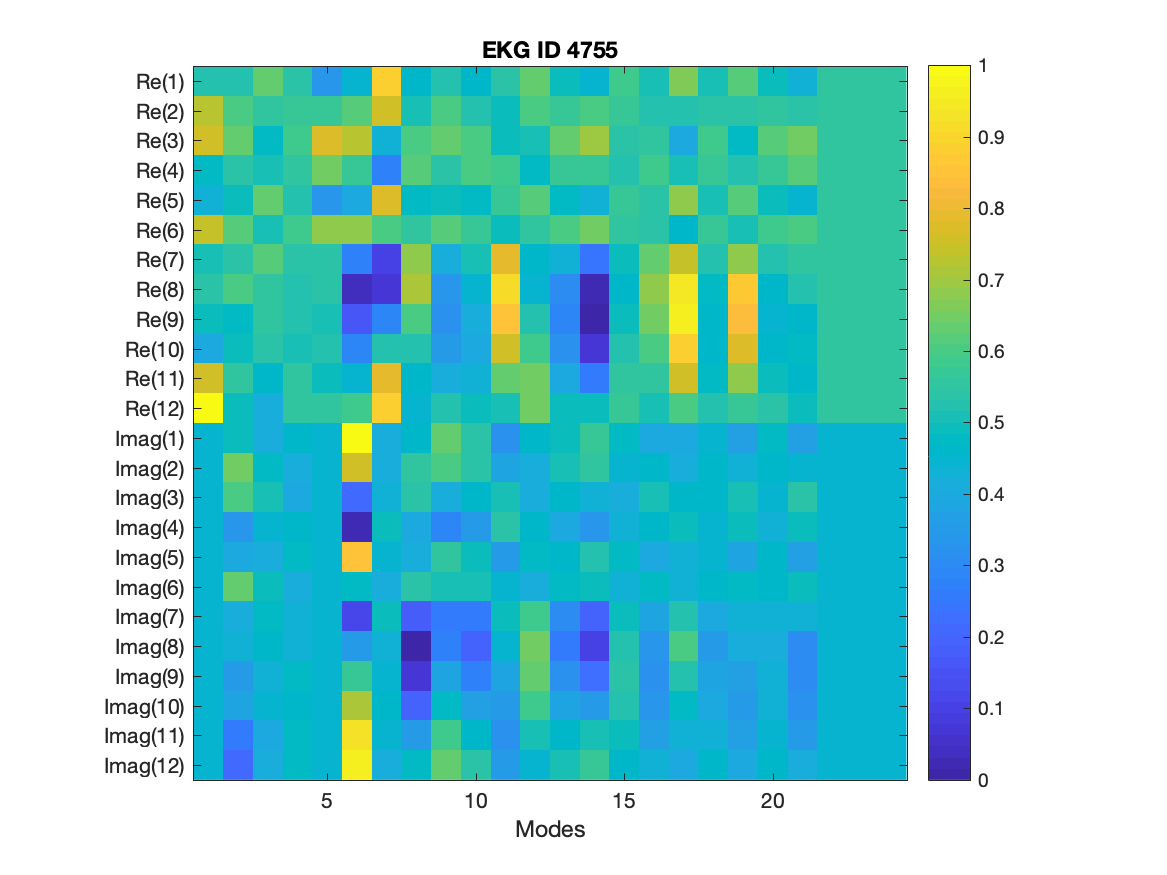 EKG ID 4755
Re(1)
Re(2)
Re(3)
Re(4)
Re(5)
Re(6)
Re(7)
Re(8)
Re(9)
Re(10)
Re(11)
Re(12)
Imag(1)
Imag(2)
Imag(3)
Imag(4)
Imag(5)
Imag(6)
Imag(7)
Imag(8)
Imag(9)
Imag(10)
Imag(11)
Imag(12)
5 10 15 20
Modes
1
0.9
0.8
0.7
0.6
0.5
0.4
0.3
0.2
0.1
0